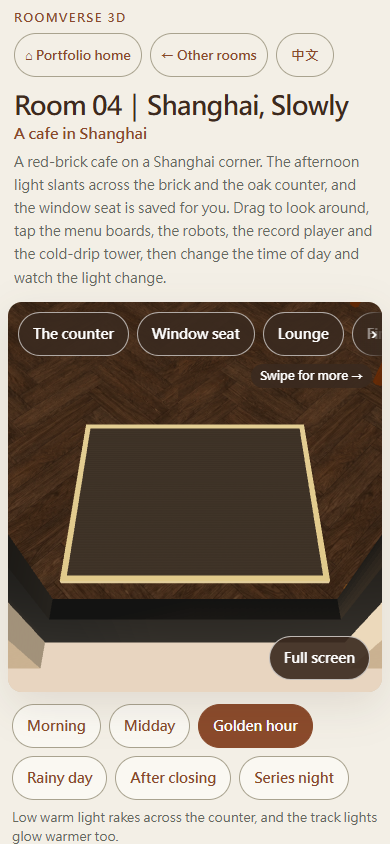 ROOMVERSE 3D
⌂ Portfolio home
← Other rooms
中文
Room 04 | Shanghai, Slowly
A cafe in Shanghai
A red-brick cafe on a Shanghai corner. The afternoon
light slants across the brick and the oak counter, and
the window seat is saved for you. Drag to look around,
tap the menu boards, the robots, the record player and
the cold-drip tower, then change the time of day and
watch the light change.
The counter
Window seat
Lounge
›
Swipe for more →
Full screen
Morning
Midday
Golden hour
Rainy day
After closing
Series night
Low warm light rakes across the counter, and the track lights
glow warmer too.